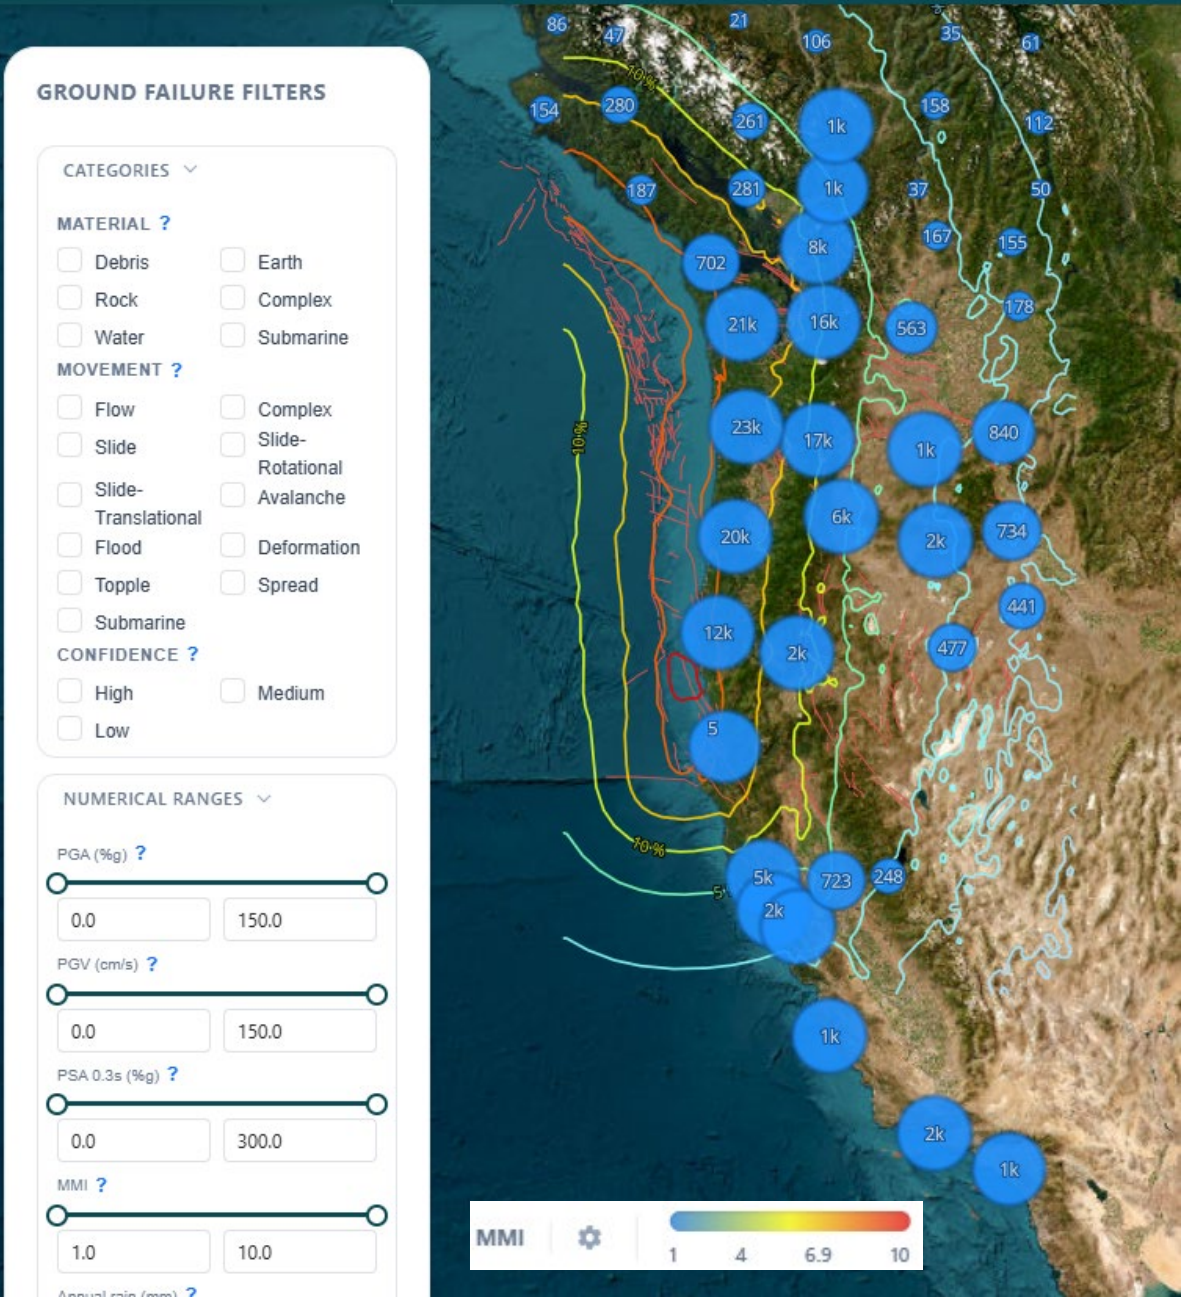 GROUND FAILURE FILTERS
CATEGORIES
MATERIAL ?
Debris Earth
Rock Complex
Water Submarine
MOVEMENT ?
Flow Complex
Slide Slide-
Rotational
Slide-
Translational Avalanche
Flood Deformation
Topple Spread
Submarine
CONFIDENCE ?
High Medium
Low
NUMERICAL RANGES
PGA (%g) ?
0.0 150.0
PGV (cm/s) ?
0.0 150.0
PSA 0.3s (%g) ?
0.0 300.0
MMI ?
1.0 10.0
Annual rain (mm) ?
86 47 21 106 35 61
10 %
154 280 261 1k 158 112
187 281 1k 37 50
702 8k 167 155
21k 16k 563 178
10 %
23k 17k 1k 840
20k 6k 2k 734
12k 2k 477 441
5
10 %
5 5k 723 248
2k
1k
2k
1k
MMI
1 4 6.9 10